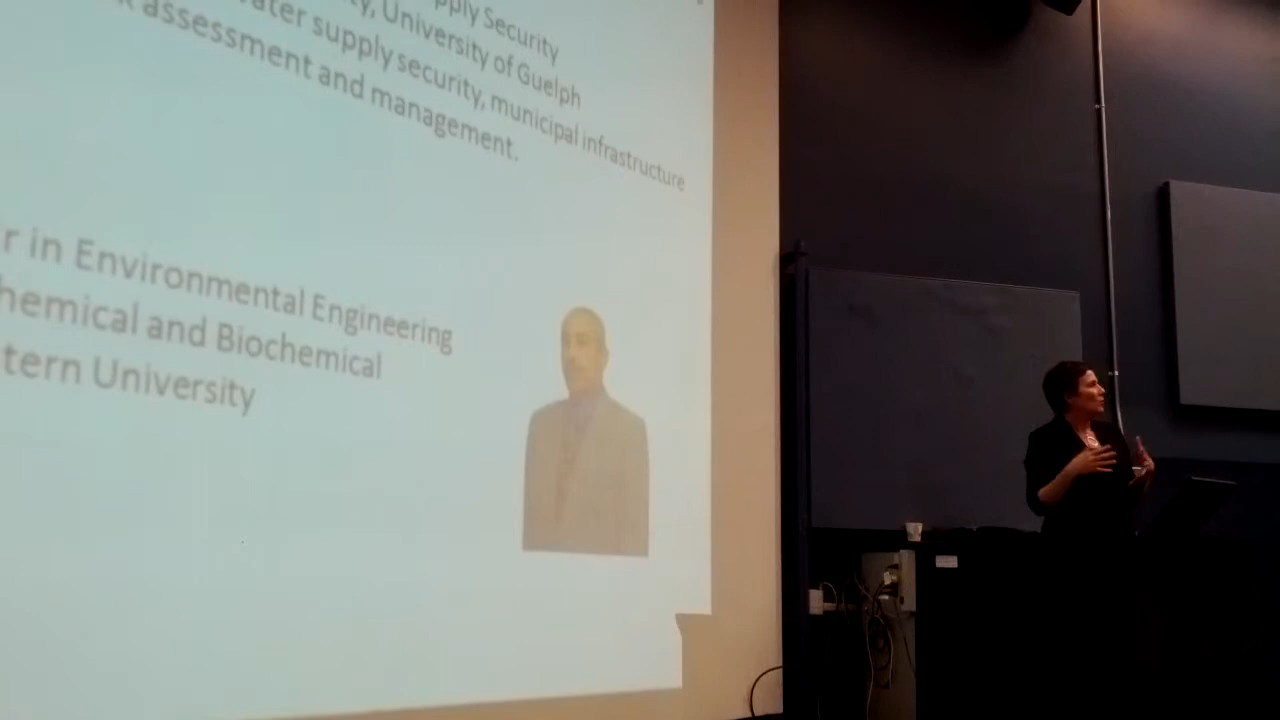 pply Security
ty, University of Guelph
ater supply security, municipal infrastructure
k assessment and management.
r in Environmental Engineering
hemical and Biochemical
tern University